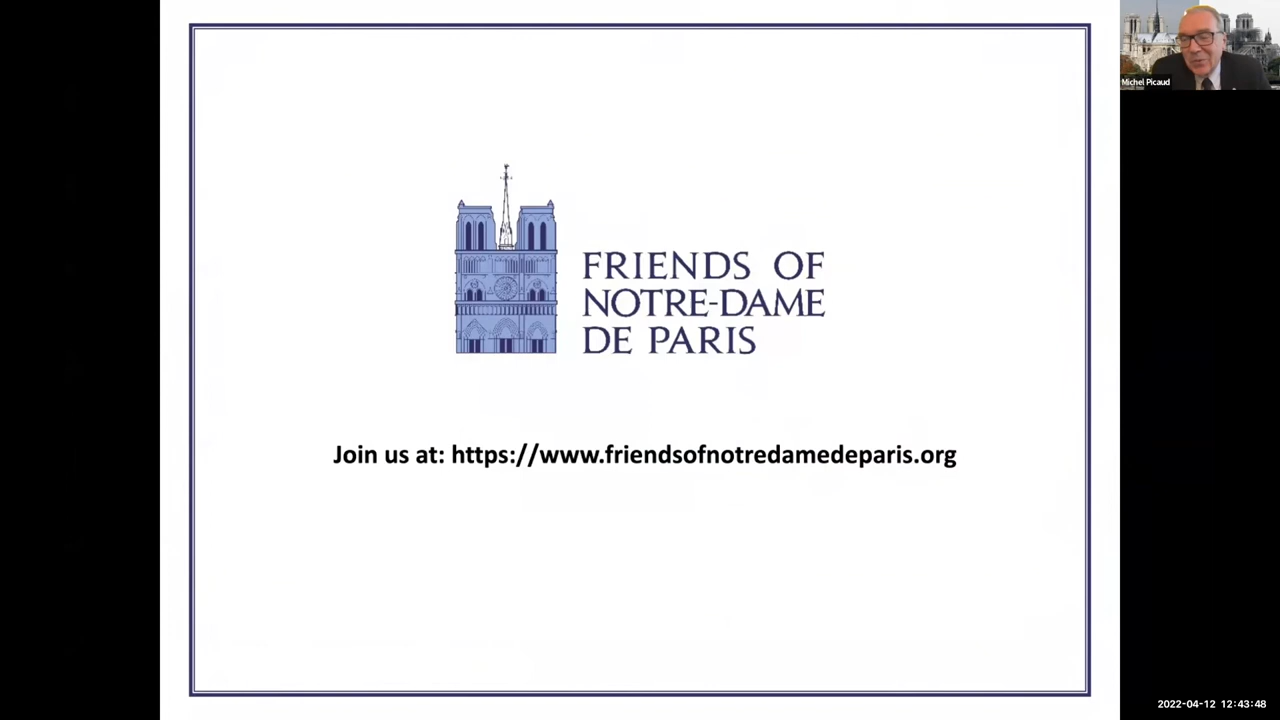 Michel Picaud
FRIENDS OF
NOTRE-DAME
DE PARIS
Join us at: https://www.friendsofnotredamedeparis.org
2022-04-12 12:43:48